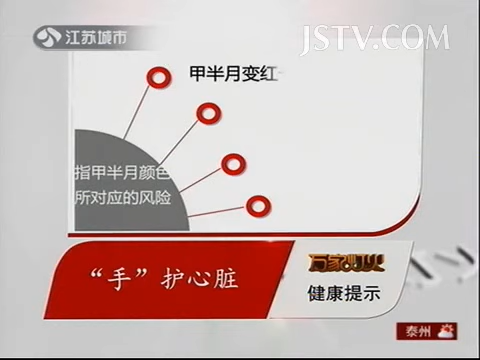 江苏城市
JSTV.COM
甲半月变红
指甲半月颜色
所对应的风险
“手”护心脏
万家灯火
健康提示
泰州